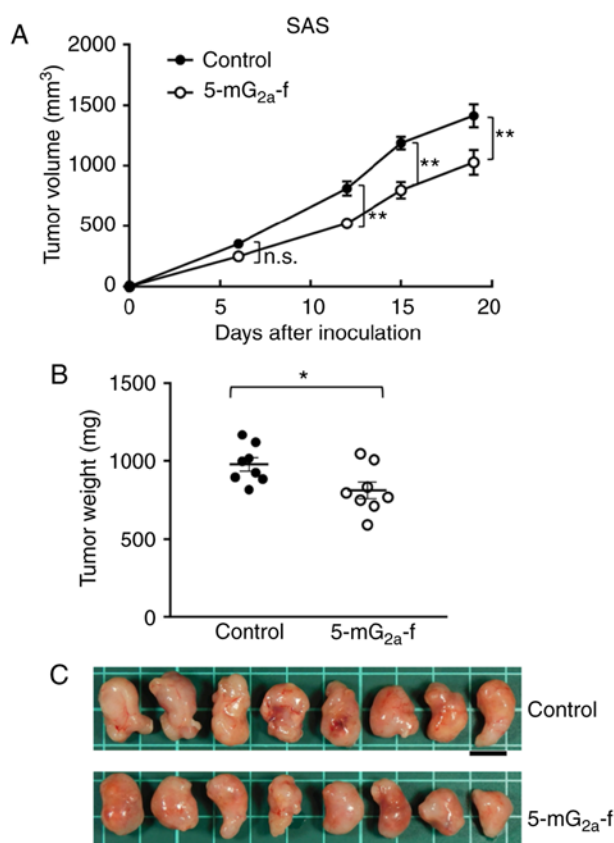 A
SAS
Tumor volume (mm³)
2000
1500
1000
500
0
Control
5-mG₂ₐ-f
n.s.
**
**
**
0
5
10
15
20
Days after inoculation
B
*
Tumor weight (mg)
1500
1000
500
0
Control
5-mG₂ₐ-f
C
Control
5-mG₂ₐ-f